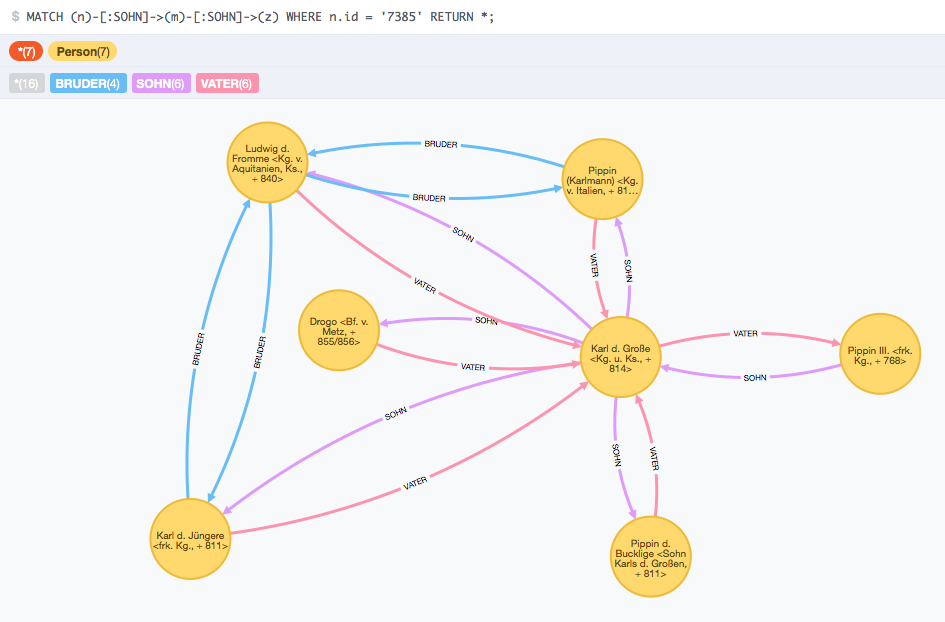 $ MATCH (n)-[:SOHN]->(m)-[:SOHN]->(z) WHERE n.id = '7385' RETURN *;
*(7) Person(7)
*(16) BRUDER(4) SOHN(6) VATER(6)
Ludwig d.
Fromme <Kg. v.
Aquitanien, Ks.,
+ 840>
BRUDER
BRUDER
Pippin
(Karlmann) <Kg.
v. Italien, + 81…
SOHN
VATER
VATER
SOHN
Drogo <Bf. v.
Metz, +
855/856>
SOHN
VATER
Karl d. Große
<Kg. u. Ks., +
814>
VATER
SOHN
Pippin III. <frk.
Kg., + 768>
BRUDER
BRUDER
SOHN
VATER
SOHN
VATER
Karl d. Jüngere
<frk. Kg., + 811>
Pippin d.
Bucklige <Sohn
Karls d. Großen,
+ 811>